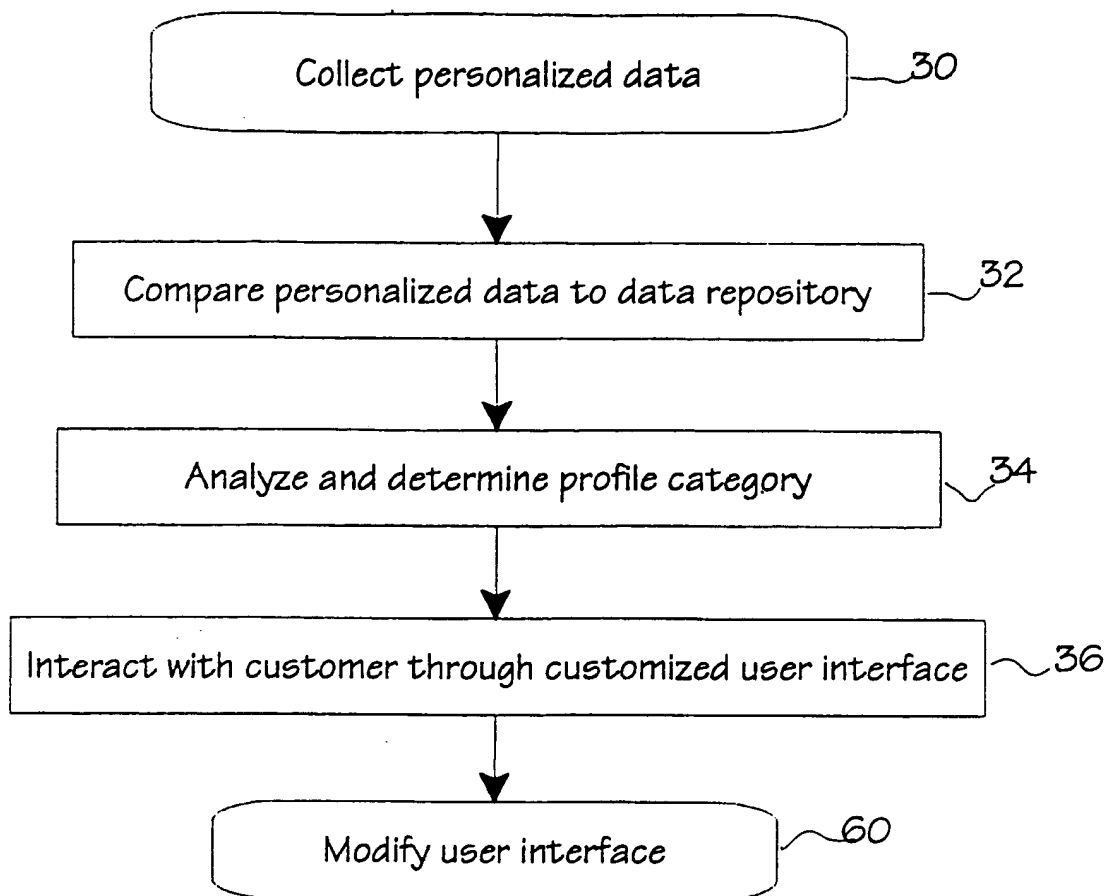 Collect personalized data
30
Compare personalized data to data repository
32
Analyze and determine profile category
34
Interact with customer through customized user interface
36
Modify user interface
60